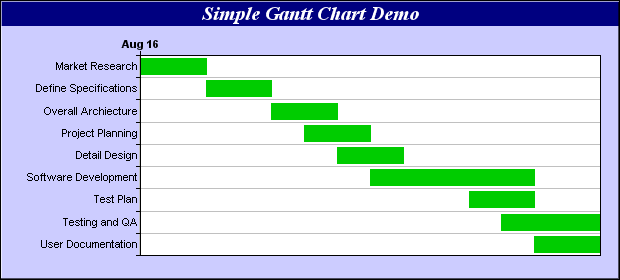 Simple Gantt Chart Demo
Aug 16
Market Research
Define Specifications
Overall Archiecture
Project Planning
Detail Design
Software Development
Test Plan
Testing and QA
User Documentation